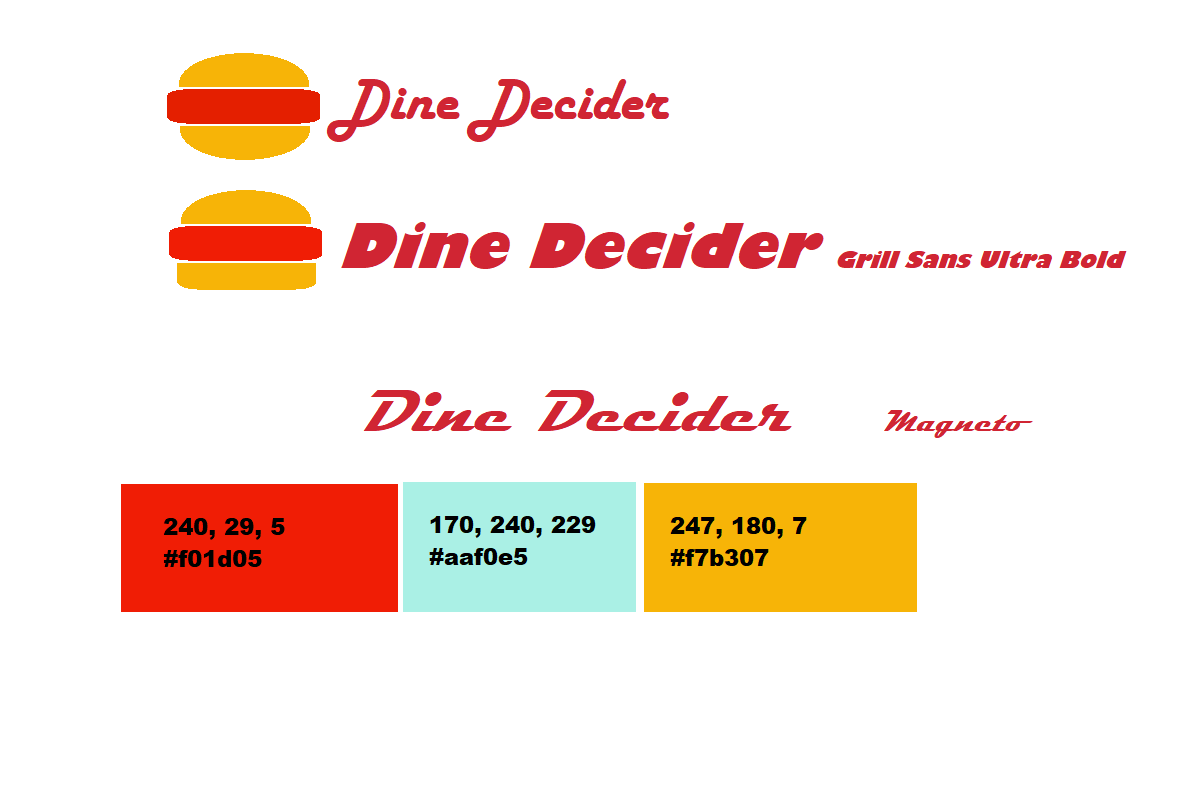 Dine Decider
Dine Decider Grill Sans Ultra Bold
Dine Decider Magneto
240, 29, 5
#f01d05
170, 240, 229
#aaf0e5
247, 180, 7
#f7b307